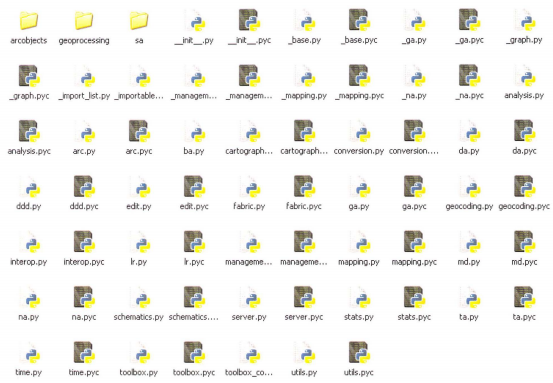 arcobjects geoprocessing sa __init__.py __init__.pyc _base.py _base.pyc _ga.py _ga.pyc _graph.py
_graph.pyc _import_list.py _importable... _managem... _managem... _mapping.py _mapping.pyc _na.py _na.pyc analysis.py
analysis.pyc arc.py arc.pyc ba.py cartograph... cartograph... conversion.py conversion.... da.py da.pyc
ddd.py ddd.pyc edit.py edit.pyc fabric.py fabric.pyc ga.py ga.pyc geocoding.py geocoding.pyc
interop.py interop.pyc lr.py lr.pyc manageme... manageme... mapping.py mapping.pyc md.py md.pyc
na.py na.pyc schematics.py schematics.... server.py server.pyc stats.py stats.pyc ta.py ta.pyc
time.py time.pyc toolbox.py toolbox.pyc toolbox_co... utils.py utils.pyc